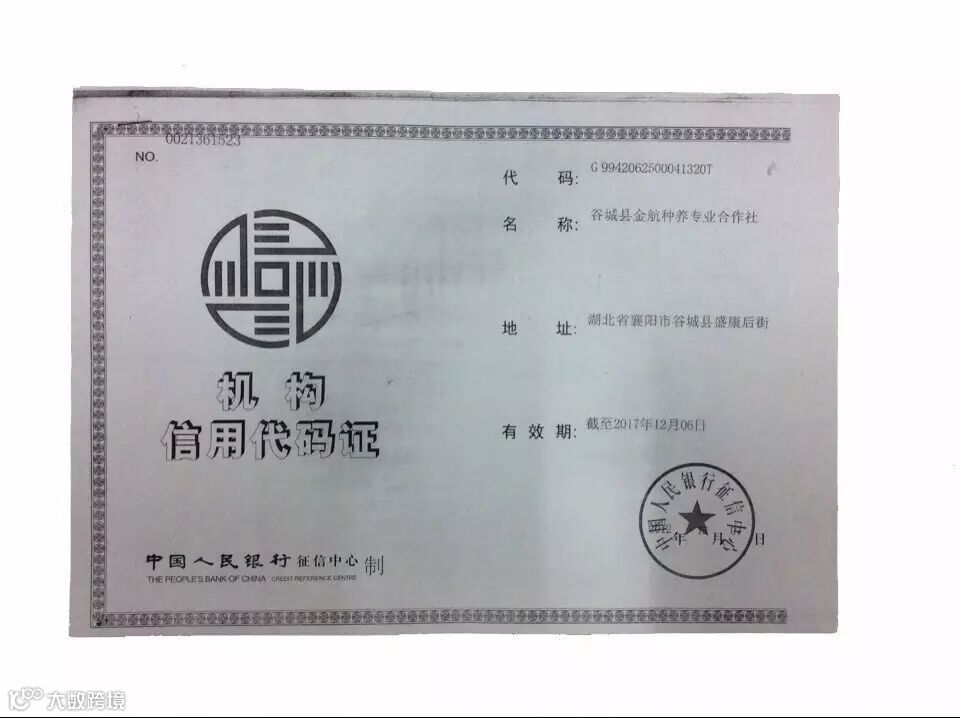 NO. 0021361523
代 码: G9942062500041320T
名 称: 谷城县金航种养专业合作社
地 址: 湖北省襄阳市谷城县盛康后街
有效期: 截至2017年12月06日
机构
信用代码证
中国人民银行征信中心 制
THE PEOPLE'S BANK OF CHINA CREDIT REFERENCE CENTRE
中国人民银行征信中心
年 月 日
大数跨境